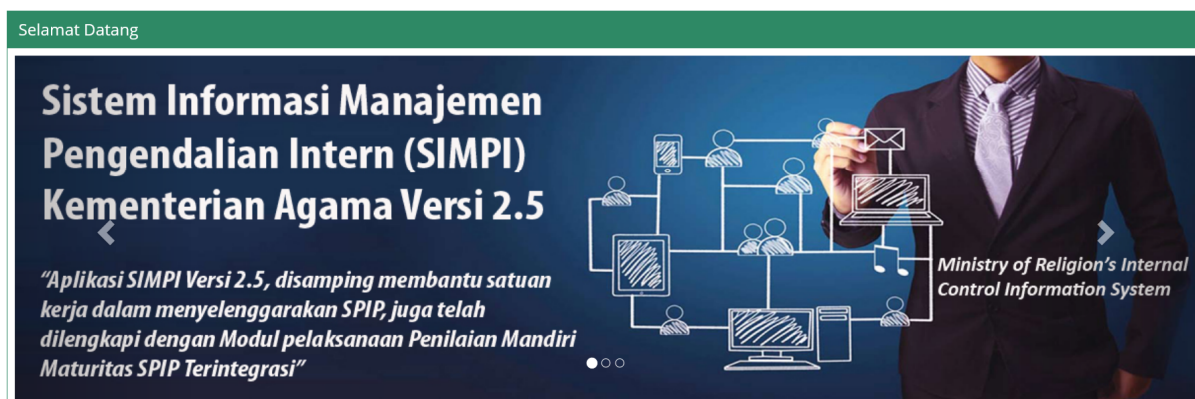 Selamat Datang
Sistem Informasi Manajemen
Pengendalian Intern (SIMPI)
Kementerian Agama Versi 2.5
“Aplikasi SIMPI Versi 2.5, disamping membantu satuan
kerja dalam menyelenggarakan SPIP, juga telah
dilengkapi dengan Modul pelaksanaan Penilaian Mandiri
Maturitas SPIP Terintegrasi”
Ministry of Religion’s Internal
Control Information System